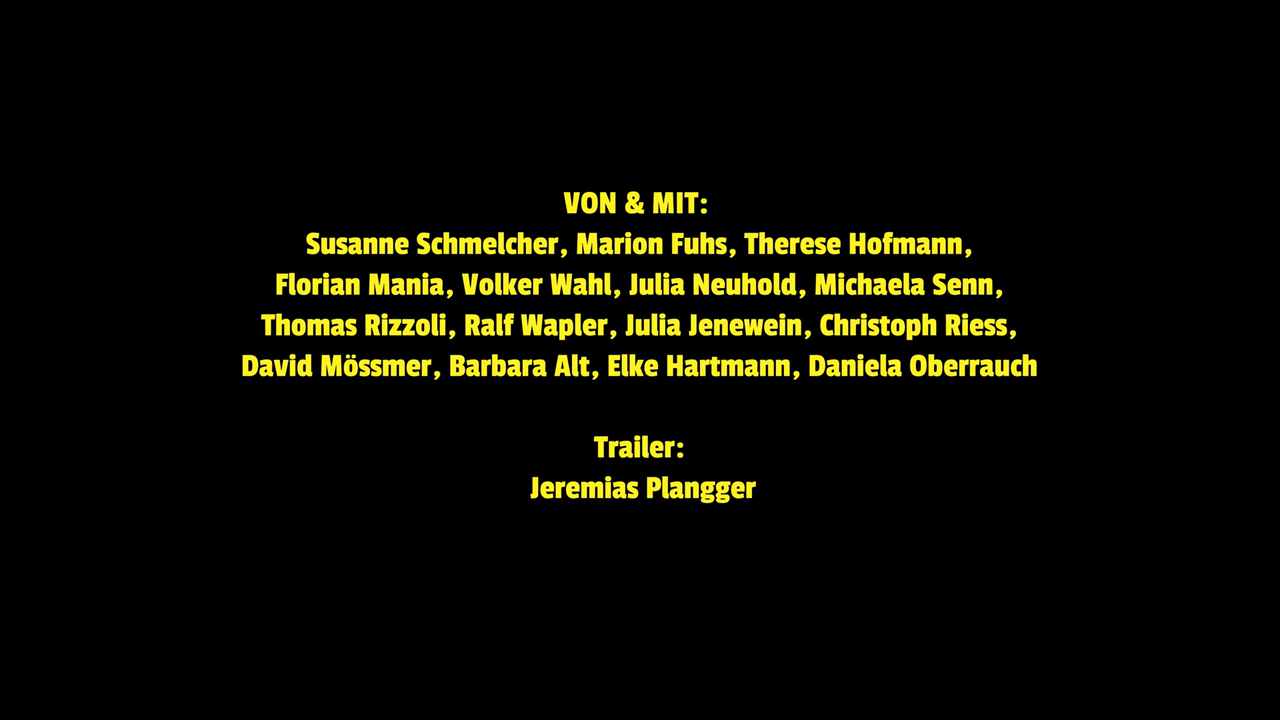 VON & MIT:
Susanne Schmelcher, Marion Fuhs, Therese Hofmann,
Florian Mania, Volker Wahl, Julia Neuhold, Michaela Senn,
Thomas Rizzoli, Ralf Wapler, Julia Jenewein, Christoph Riess,
David Mössmer, Barbara Alt, Elke Hartmann, Daniela Oberrauch
Trailer:
Jeremias Plangger